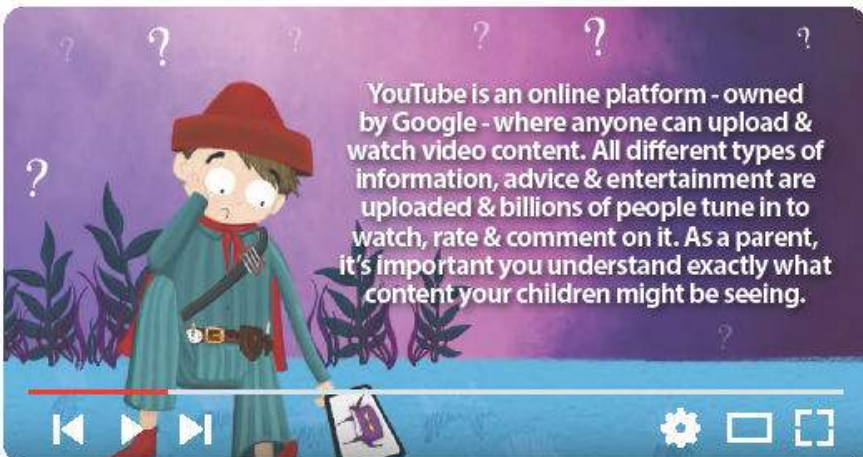 YouTube is an online platform - owned
by Google - where anyone can upload &
watch video content. All different types of
information, advice & entertainment are
uploaded & billions of people tune in to
watch, rate & comment on it. As a parent,
it's important you understand exactly what
content your children might be seeing.